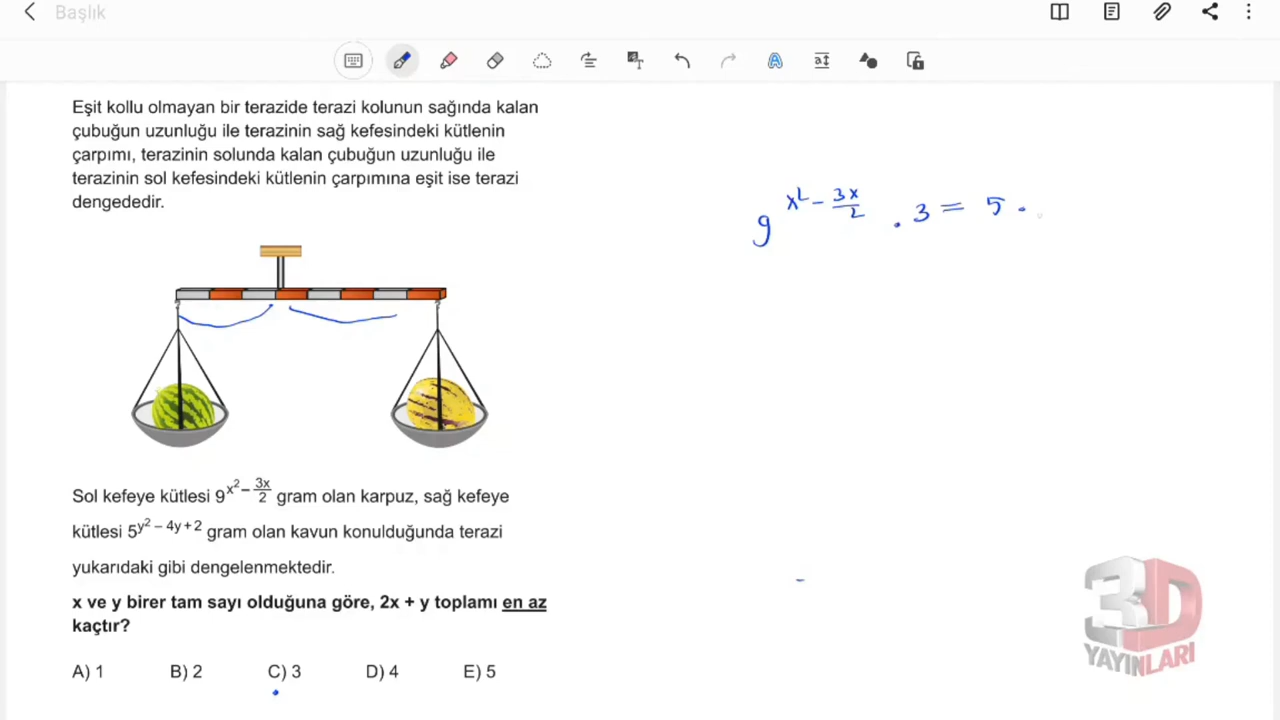 Başlık
Eşit kollu olmayan bir terazide terazi kolunun sağında kalan
çubuğun uzunluğu ile terazinin sağ kefesindeki kütlenin
çarpımı, terazinin solunda kalan çubuğun uzunluğu ile
terazinin sol kefesindeki kütlenin çarpımına eşit ise terazi
dengededir.
9^(x² - 3x/2) . 3 = 5 .
Sol kefeye kütlesi 9^(x² - 3x/2) gram olan karpuz, sağ kefeye
kütlesi 5^(y² - 4y + 2) gram olan kavun konulduğunda terazi
yukarıdaki gibi dengelenmektedir.
x ve y birer tam sayı olduğuna göre, 2x + y toplamı en az
kaçtır?
A) 1 B) 2 C) 3 D) 4 E) 5
3D
YAYINLARI